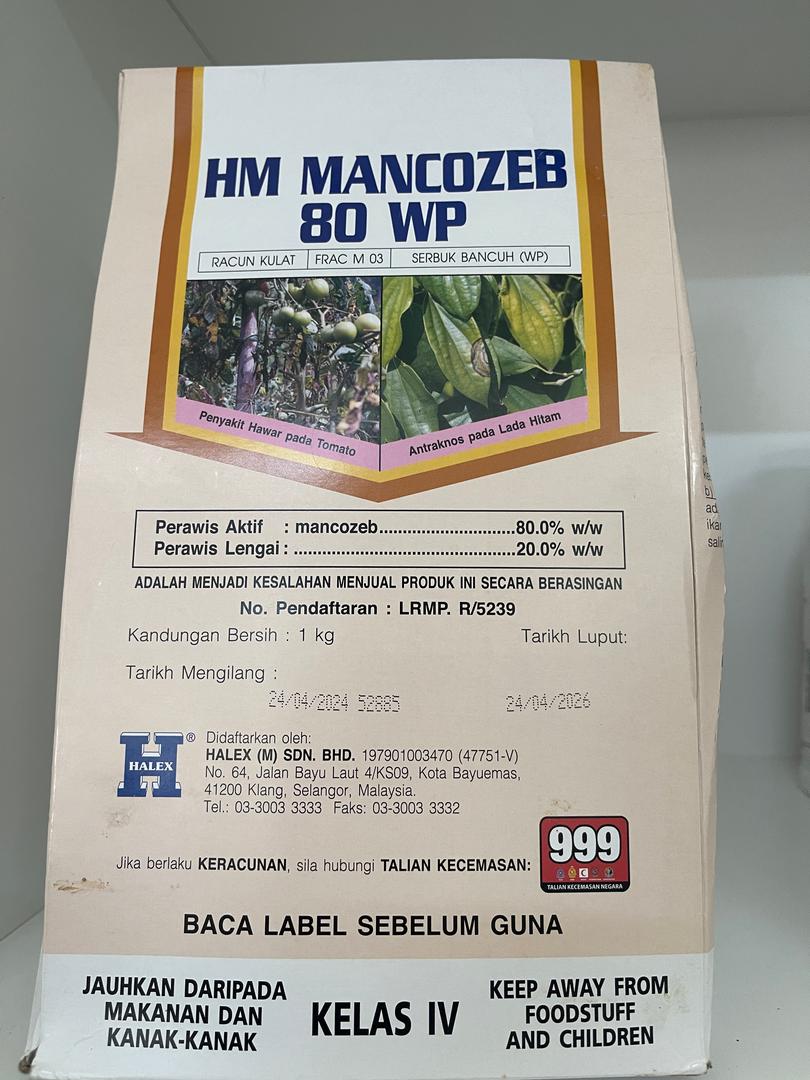 HM MANCOZEB
80 WP
RACUN KULAT FRAC M 03 SERBUK BANCUH (WP)
Penyakit Hawar pada Tomato
Antraknos pada Lada Hitam
Perawis Aktif : mancozeb..............................80.0% w/w
Perawis Lengai : ..................................................20.0% w/w
ADALAH MENJADI KESALAHAN MENJUAL PRODUK INI SECARA BERASINGAN
No. Pendaftaran : LRMP. R/5239
Kandungan Bersih : 1 kg
Tarikh Luput:
Tarikh Mengilang :
24/04/2024 52885
24/04/2026
HALEX ®
Didaftarkan oleh:
HALEX (M) SDN. BHD. 197901003470 (47751-V)
No. 64, Jalan Bayu Laut 4/KS09, Kota Bayuemas,
41200 Klang, Selangor, Malaysia.
Tel.: 03-3003 3333 Faks: 03-3003 3332
Jika berlaku KERACUNAN, sila hubungi TALIAN KECEMASAN:
999
TALIAN KECEMASAN NEGARA
BACA LABEL SEBELUM GUNA
JAUHKAN DARIPADA
MAKANAN DAN
KANAK-KANAK
KELAS IV
KEEP AWAY FROM
FOODSTUFF
AND CHILDREN